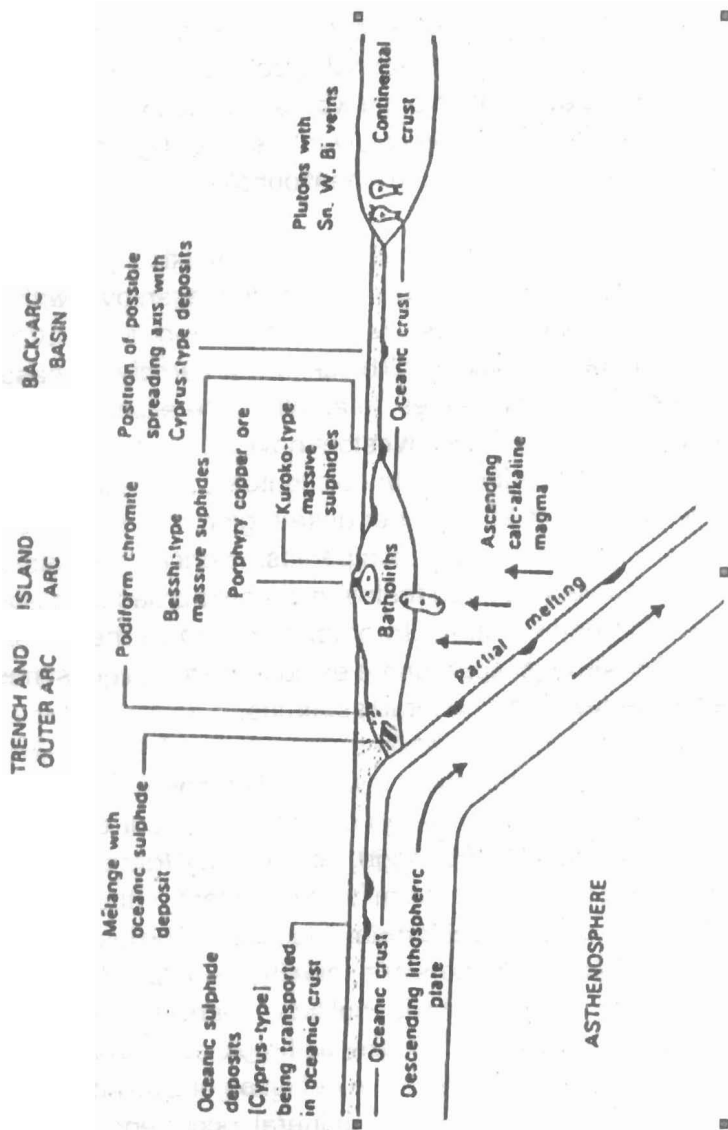 TRENCH AND
OUTER ARC
ISLAND
ARC
BACK-ARC
BASIN
Mélange with
oceanic sulphide
deposit
Podiform chromite
Besshi-type
massive suphides
Porphyry copper ore
Kuroko-type
massive
sulphides
Position of possible
spreading axis with
Cyprus-type deposits
Plutons with
Sn. W. Bi veins
Oceanic sulphide
deposits
[Cyprus-type]
being transported
in oceanic crust
Batholiths
Continental
crust
Oceanic crust
Oceanic crust
Descending lithospheric
plate
Partial melting
Ascending
calc-alkaline
magma
ASTHENOSPHERE